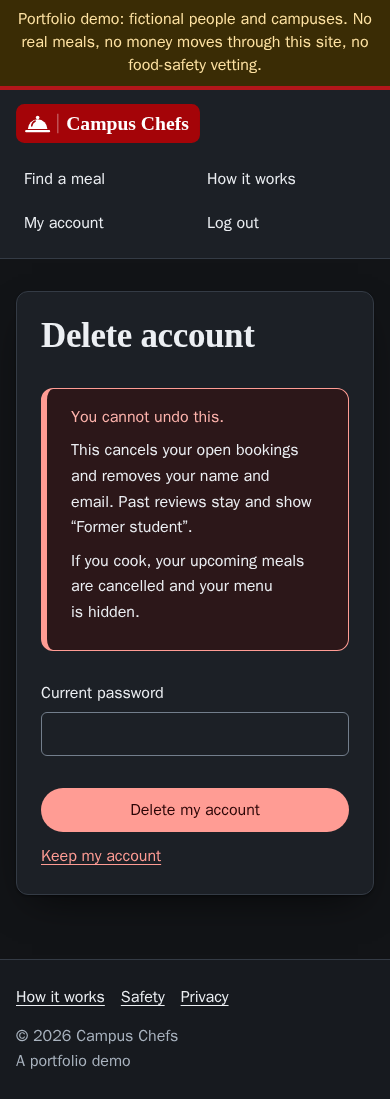 Portfolio demo: fictional people and campuses. No
real meals, no money moves through this site, no
food-safety vetting.
Campus Chefs
Find a meal
How it works
My account
Log out
Delete account
You cannot undo this.
This cancels your open bookings
and removes your name and
email. Past reviews stay and show
“Former student”.
If you cook, your upcoming meals
are cancelled and your menu
is hidden.
Current password
Delete my account
Keep my account
How it works Safety Privacy
© 2026 Campus Chefs
A portfolio demo